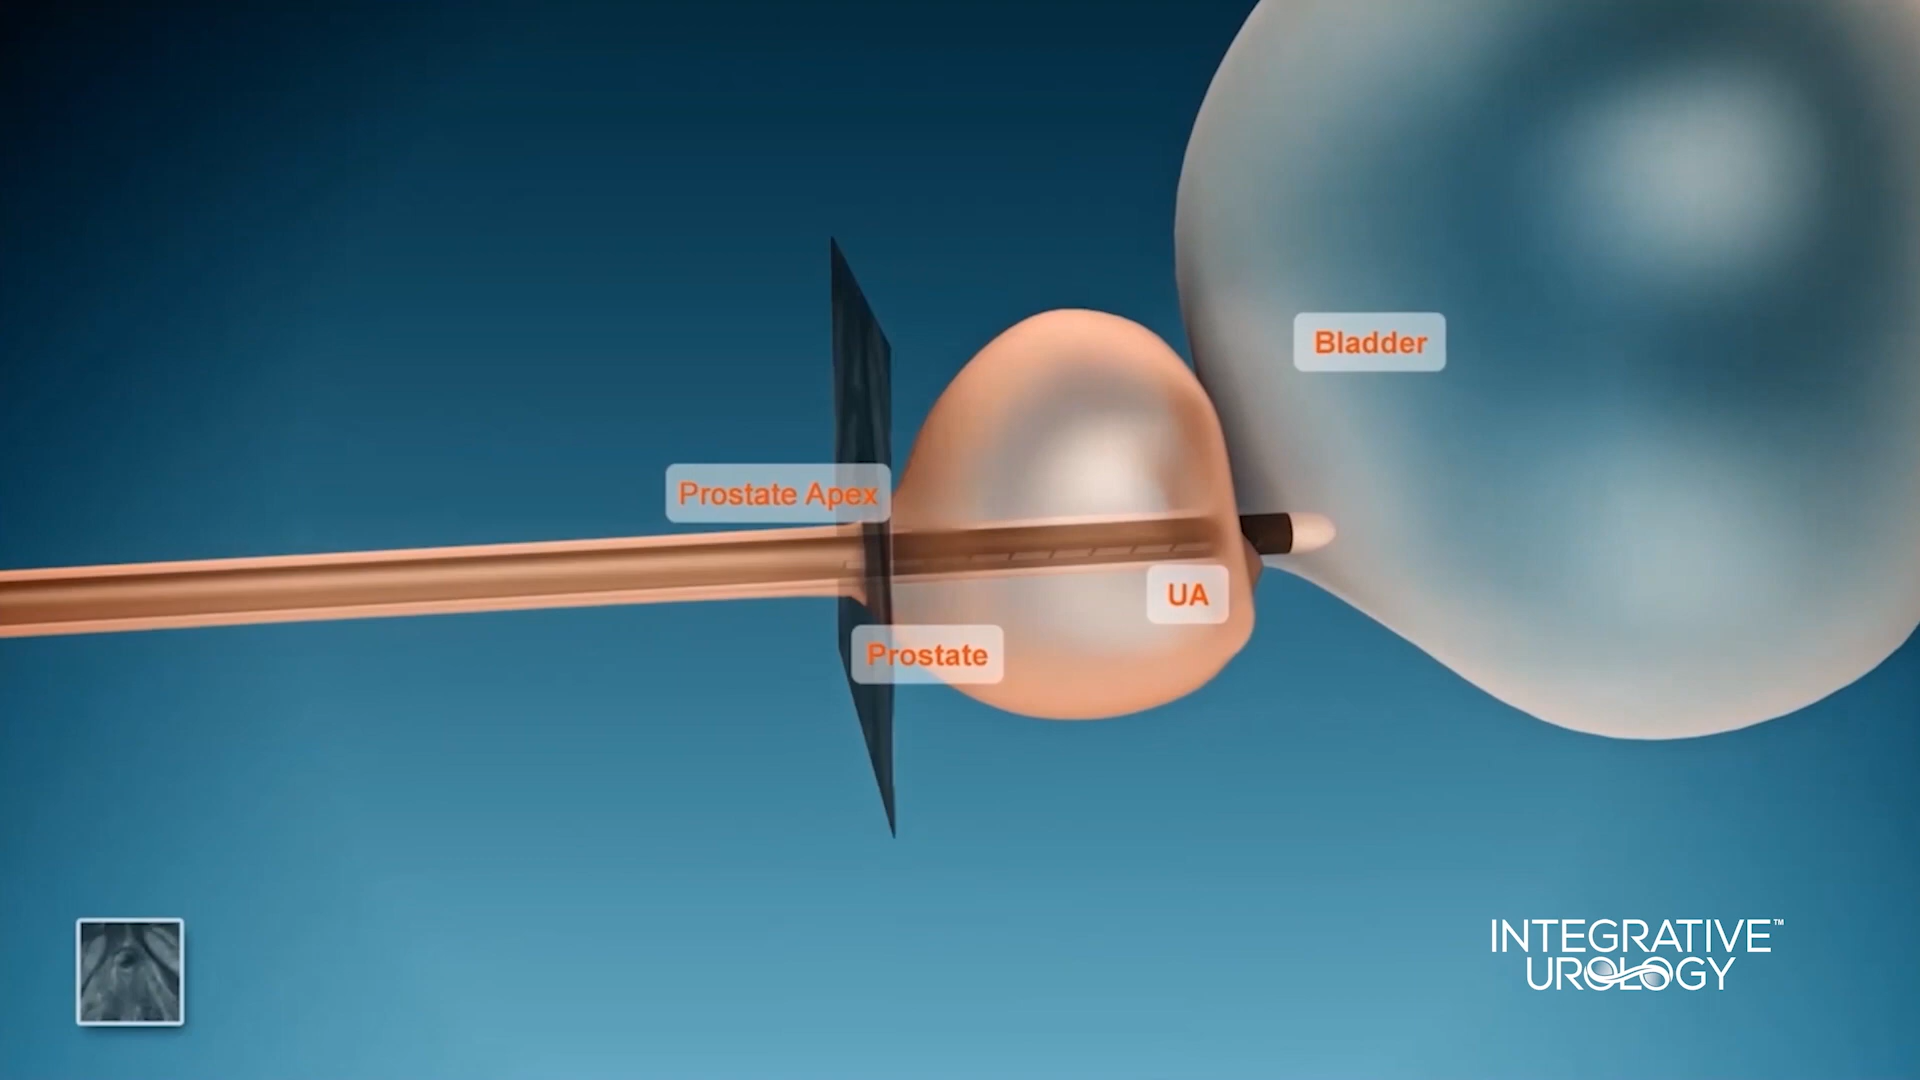 Bladder
Prostate Apex
UA
Prostate
INTEGRATIVE™
UROLOGY